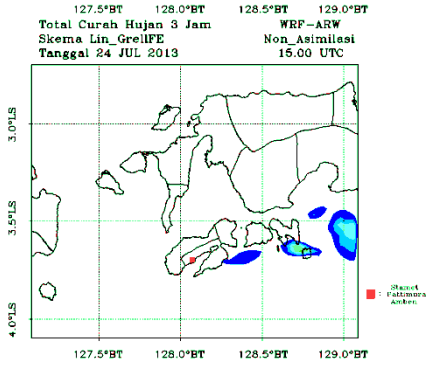 Total Curah Hujan 3 Jam WRF-ARW
Skema Lin_GrellFE Non_Asimilasi
Tanggal 24 JUL 2013 15.00 UTC
127.5°BT 128.0°BT 128.5°BT 129.0°BT
3.0°LS
3.5°LS
4.0°LS
: Stamet
Pattimura
Ambon
127.5°BT 128.0°BT 128.5°BT 129.0°BT